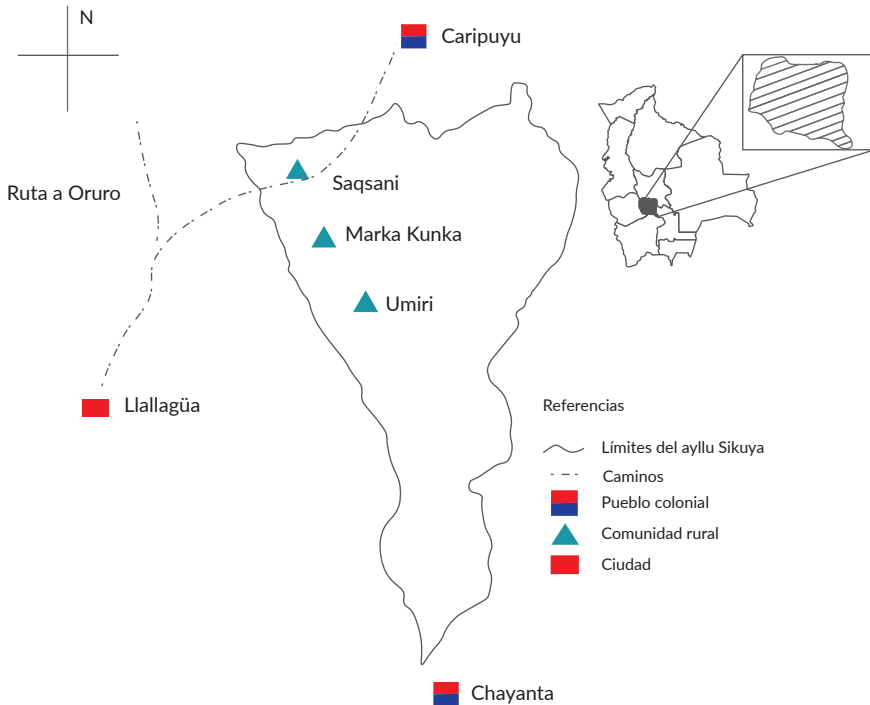 N
Caripuyu
Ruta a Oruro
Saqsani
Marka Kunka
Umiri
Llallagüa
Referencias
Límites del ayllu Sikuya
Caminos
Pueblo colonial
Comunidad rural
Ciudad
Chayanta